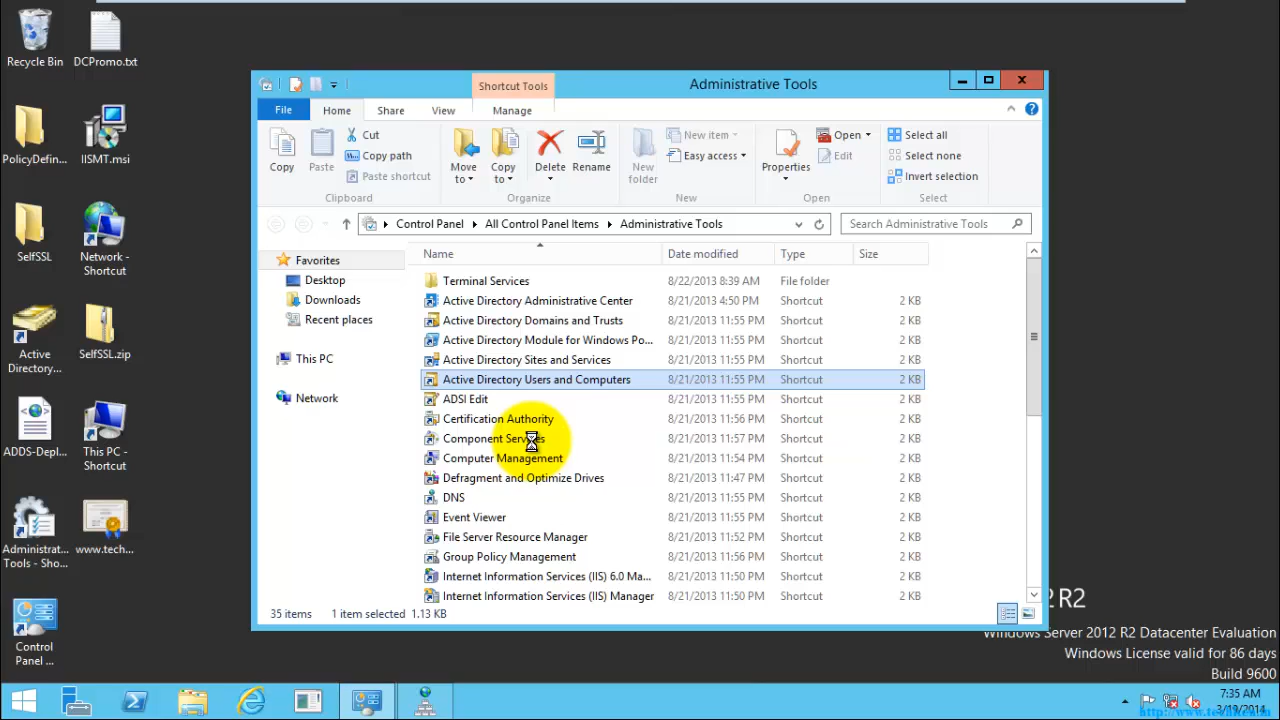 Recycle Bin
DCPromo.txt
PolicyDefin...
IISMT.msi
SelfSSL
Network -
Shortcut
Active
Directory...
SelfSSL.zip
ADDS-Depl...
This PC -
Shortcut
Administrat...
Tools - Sho...
www.tech...
Control
Panel ...
Shortcut Tools
Administrative Tools
File
Home
Share
View
Manage
Copy
Paste
Cut
Copy path
Paste shortcut
Clipboard
Move
to
Copy
to
Delete
Rename
Organize
New
folder
New item
Easy access
New
Properties
Open
Edit
Open
Select all
Select none
Invert selection
Select
Control Panel
All Control Panel Items
Administrative Tools
Search Administrative Tools
Favorites
Desktop
Downloads
Recent places
This PC
Network
Name Date modified Type Size
Terminal Services 8/22/2013 8:39 AM File folder
Active Directory Administrative Center 8/21/2013 4:50 PM Shortcut 2 KB
Active Directory Domains and Trusts 8/21/2013 11:55 PM Shortcut 2 KB
Active Directory Module for Windows Po... 8/21/2013 11:55 PM Shortcut 2 KB
Active Directory Sites and Services 8/21/2013 11:55 PM Shortcut 2 KB
Active Directory Users and Computers 8/21/2013 11:55 PM Shortcut 2 KB
ADSI Edit 8/21/2013 11:55 PM Shortcut 2 KB
Certification Authority 8/21/2013 11:56 PM Shortcut 2 KB
Component Services 8/21/2013 11:57 PM Shortcut 2 KB
Computer Management 8/21/2013 11:54 PM Shortcut 2 KB
Defragment and Optimize Drives 8/21/2013 11:47 PM Shortcut 2 KB
DNS 8/21/2013 11:55 PM Shortcut 2 KB
Event Viewer 8/21/2013 11:55 PM Shortcut 2 KB
File Server Resource Manager 8/21/2013 11:52 PM Shortcut 2 KB
Group Policy Management 8/21/2013 11:56 PM Shortcut 2 KB
Internet Information Services (IIS) 6.0 Ma... 8/21/2013 11:50 PM Shortcut 2 KB
Internet Information Services (IIS) Manager 8/21/2013 11:50 PM Shortcut 2 KB
35 items 1 item selected 1.13 KB
2 R2
Windows Server 2012 R2 Datacenter Evaluation
Windows License valid for 86 days
Build 9600
7:35 AM
3/19/2014